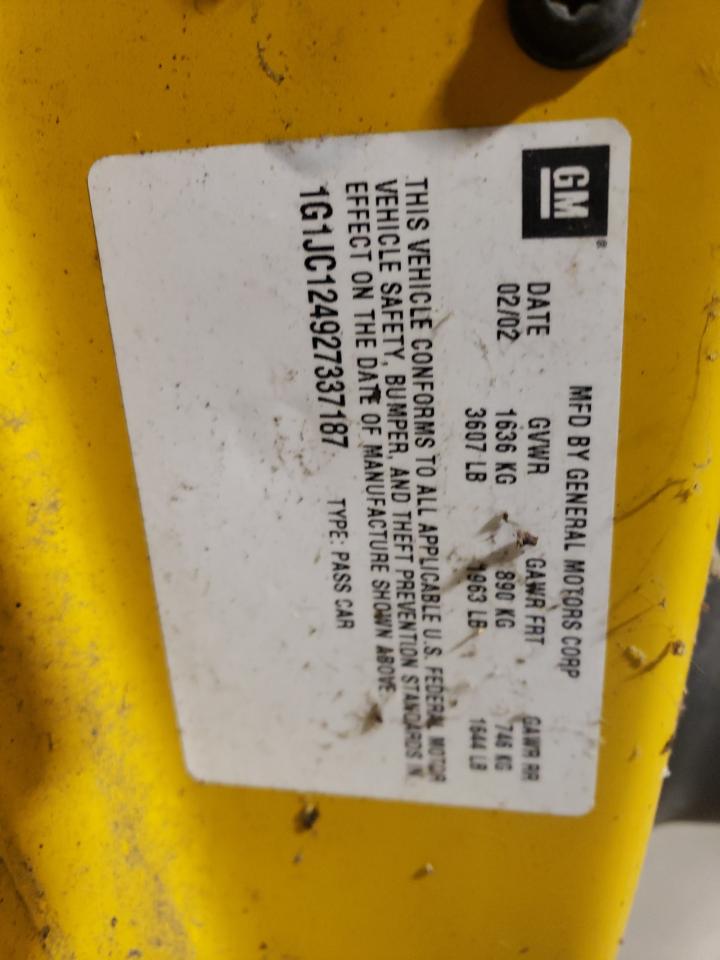 GM®
MFD BY GENERAL MOTORS CORP
DATE GVWR GAWR FRT GAWR RR
02/02 1636 KG 890 KG 746 KG
3607 LB 1963 LB 1644 LB
THIS VEHICLE CONFORMS TO ALL APPLICABLE U.S. FEDERAL MOTOR
VEHICLE SAFETY, BUMPER, AND THEFT PREVENTION STANDARDS IN
EFFECT ON THE DATE OF MANUFACTURE SHOWN ABOVE.
1G1JC124927337187 TYPE: PASS CAR